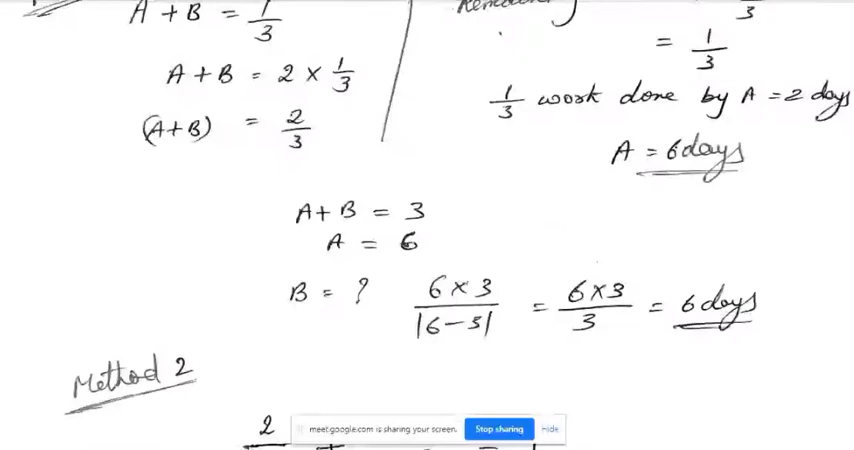 A + B = 1/3
A + B = 2 × 1/3
(A+B) = 2/3
3
= 1/3
1/3 work done by A = 2 days
A = 6 days
A + B = 3
A = 6
B = ? 6×3/|6-3| = 6×3/3 = 6 days
Method 2
2
meet.google.com is sharing your screen. Stop sharing Hide